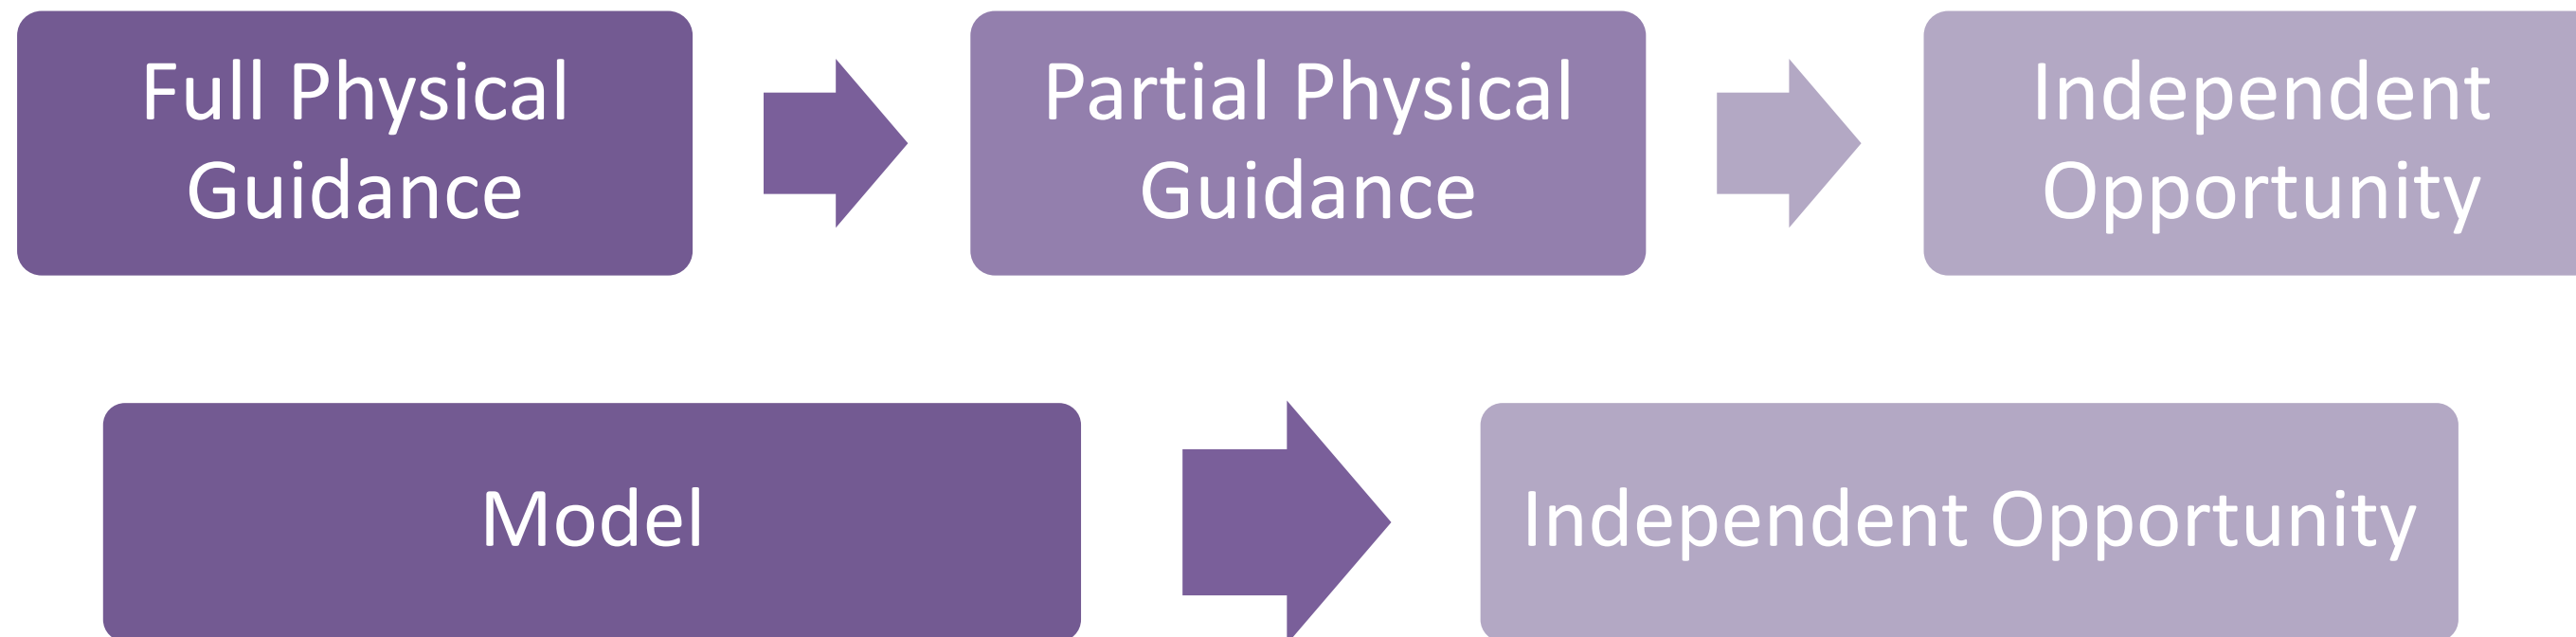 Full Physical
Guidance
Partial Physical
Guidance
Independent
Opportunity
Model
Independent Opportunity